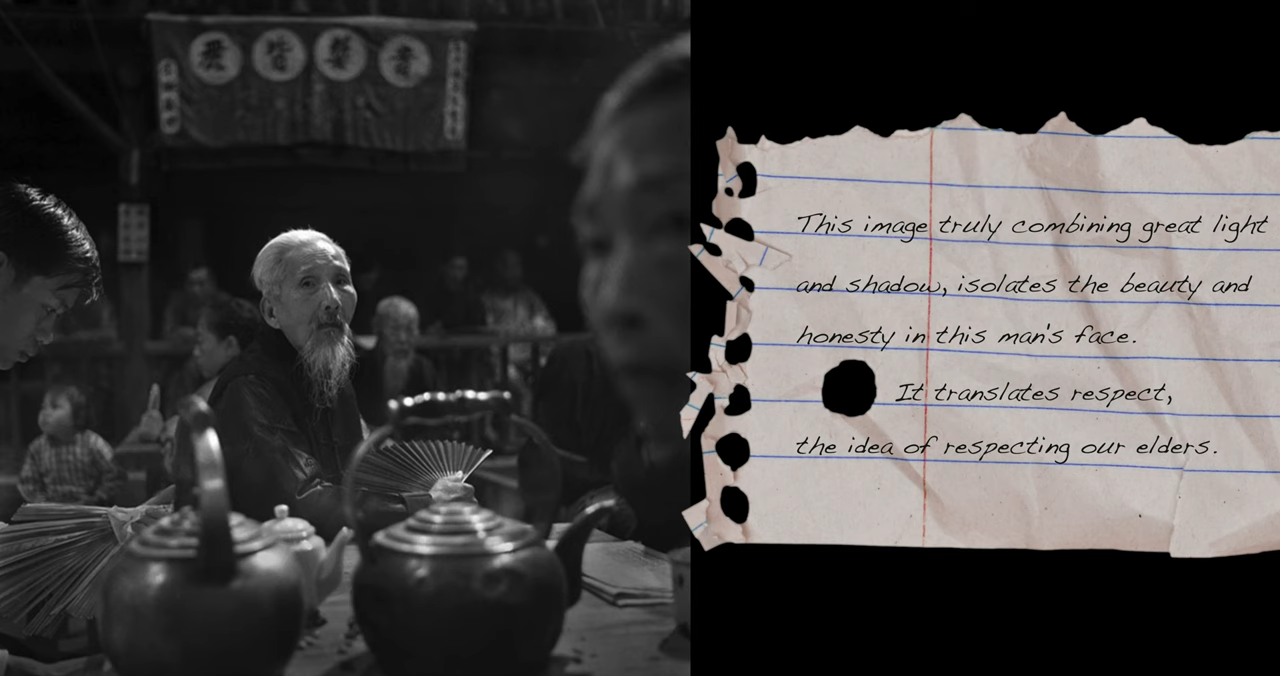 This image truly combining great light
and shadow, isolates the beauty and
honesty in this man's face.
It translates respect,
the idea of respecting our elders.